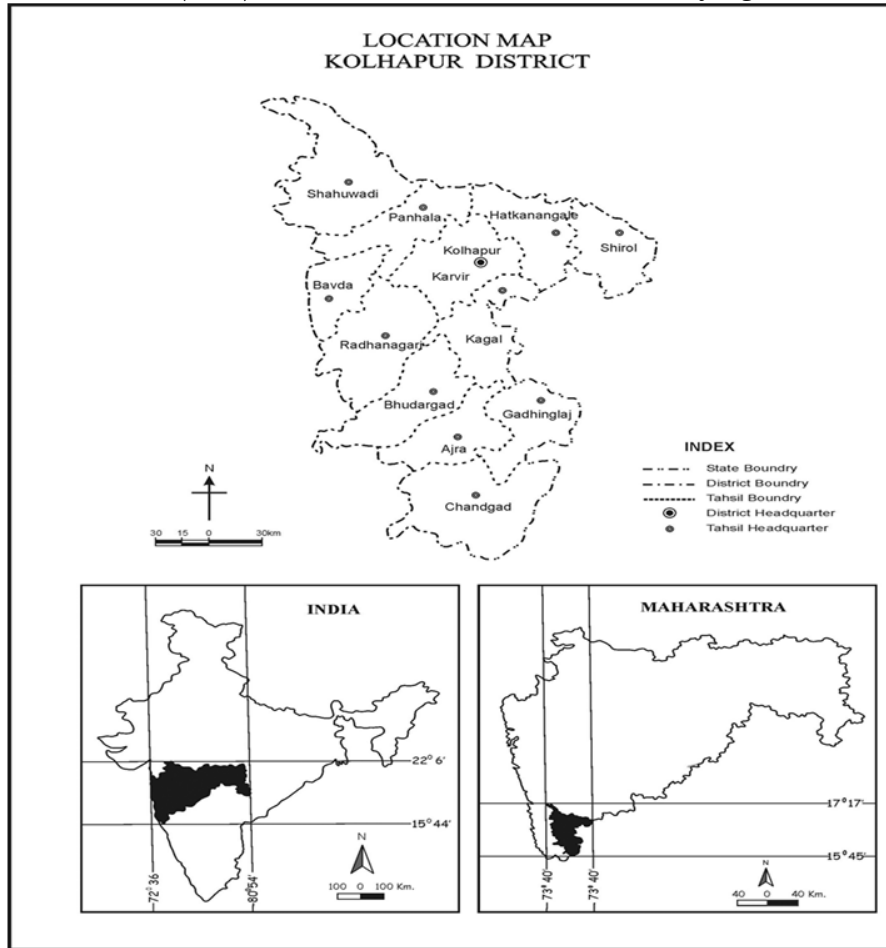 LOCATION MAP
KOLHAPUR DISTRICT
Shahuwadi
Panhala
Hatkanangale
Shirol
Kolhapur
Karvir
Bavda
Radhanagari
Kagal
Bhudargad
Gadhinglaj
Ajra
Chandgad
N
30 15 0 30km
INDEX
State Boundry
District Boundry
Tahsil Boundry
District Headquarter
Tahsil Headquarter
INDIA
22° 6'
15° 44'
N
100 0 100 Km.
72° 36
80° 54'
MAHARASHTRA
17° 17'
15° 45'
N
40 0 40 Km.
73° 40'
73° 40'